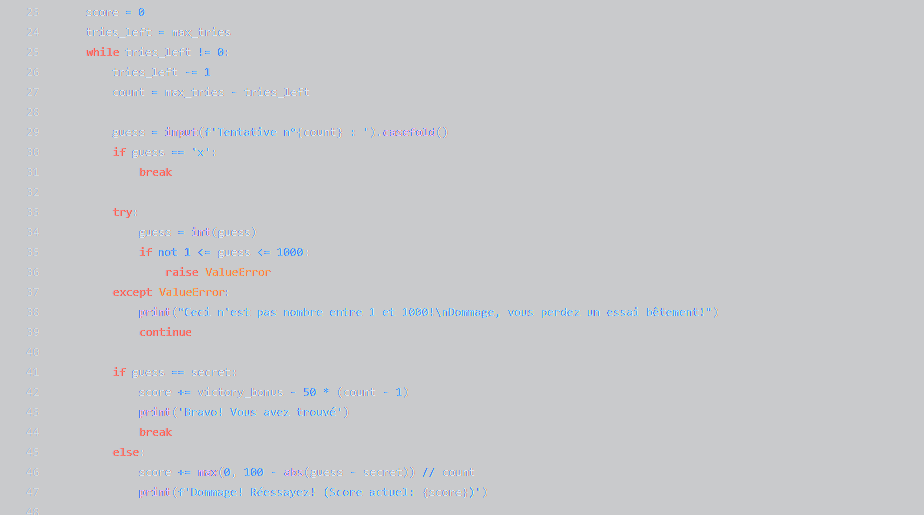 23 score = 0
24 tries_left = max_tries
25 while tries_left != 0:
26 tries_left -= 1
27 count = max_tries - tries_left
28
29 guess = input(f'Tentative n°{count} : ').casefold()
30 if guess == 'x':
31 break
32
33 try:
34 guess = int(guess)
35 if not 1 <= guess <= 1000:
36 raise ValueError
37 except ValueError:
38 print("Ceci n'est pas nombre entre 1 et 1000!\nDommage, vous perdez un essai bêtement!")
39 continue
40
41 if guess == secret:
42 score += victory_bonus - 50 * (count - 1)
43 print('Bravo! Vous avez trouvé')
44 break
45 else:
46 score += max(0, 100 - abs(guess - secret)) // count
47 print(f'Dommage! Réessayez! (Score actuel: {score})')
48